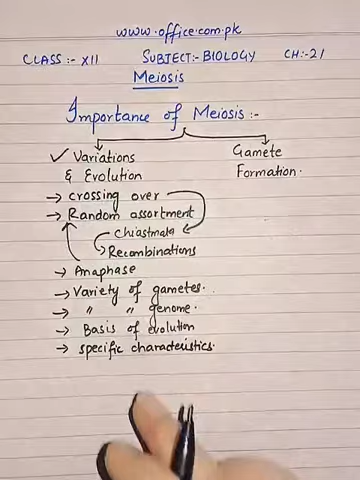 www.office.com.pk
CLASS :- XII SUBJECT:- BIOLOGY CH:-21
Meiosis
Importance of Meiosis :-
✓ Variations & Evolution
Gamete Formation.
→ crossing over
→ Random assortment
chiastmata
→ Recombinations
→ Anaphase
→ Variety of gametes.
→ " " genome.
→ Basis of evolution
→ specific characteristics.